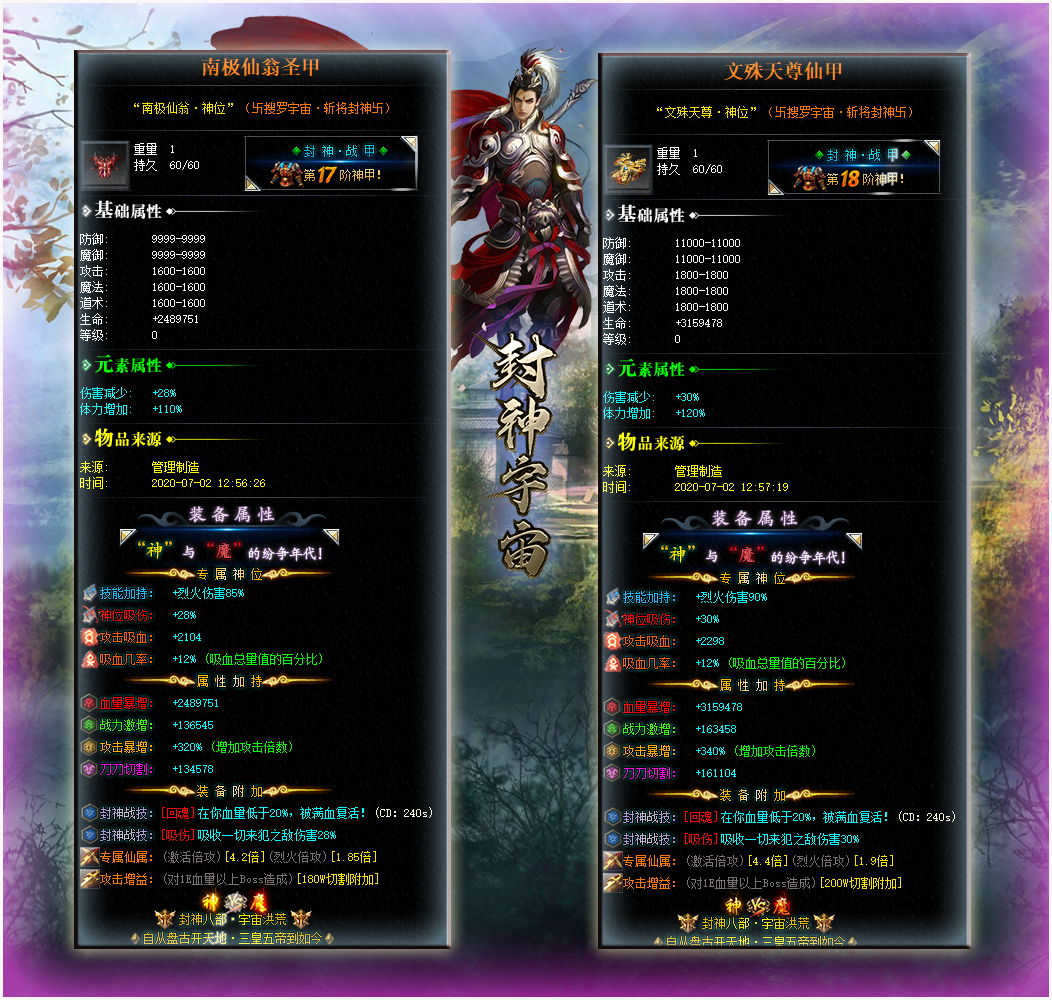 南极仙翁圣甲
“南极仙翁·神位”（卐搜罗宇宙·斩将封神卐）
重量 1
持久 60/60
封神·战甲
第17阶神甲!
基础属性
防御: 9999-9999
魔御: 9999-9999
攻击: 1600-1600
魔法: 1600-1600
道术: 1600-1600
生命: +2489751
等级: 0
元素属性
伤害减少: +28%
体力增加: +110%
物品来源
来源: 管理制造
时间: 2020-07-02 12:56:26
装备属性
“神”与“魔”的纷争年代!
专属神位
技能加持: +烈火伤害85%
神位吸伤: +28%
攻击吸血: +2104
吸血几率: +12%（吸血总量值的百分比）
属性加持
血量暴增: +2489751
战力激增: +136545
攻击暴增: +320%（增加攻击倍数）
刀刀切割: +134578
装备附加
封神战技: [回魂]在你血量低于20%，被满血复活！(CD: 240s)
封神战技: [吸伤]吸收一切来犯之敌伤害28%
专属仙属: (激活倍攻)[4.2倍](烈火倍攻)[1.85倍]
攻击增益: (对1E血量以上Boss造成)[180W切割附加]
神VS魔
封神八部·宇宙洪荒
自从盘古开天地·三皇五帝到如今
封神宇宙
文殊天尊仙甲
“文殊天尊·神位”（卐搜罗宇宙·斩将封神卐）
重量 1
持久 60/60
封神·战甲
第18阶神甲!
基础属性
防御: 11000-11000
魔御: 11000-11000
攻击: 1800-1800
魔法: 1800-1800
道术: 1800-1800
生命: +3159478
等级: 0
元素属性
伤害减少: +30%
体力增加: +120%
物品来源
来源: 管理制造
时间: 2020-07-02 12:57:19
装备属性
“神”与“魔”的纷争年代!
专属神位
技能加持: +烈火伤害90%
神位吸伤: +30%
攻击吸血: +2298
吸血几率: +12%（吸血总量值的百分比）
属性加持
血量暴增: +3159478
战力激增: +163458
攻击暴增: +340%（增加攻击倍数）
刀刀切割: +161104
装备附加
封神战技: [回魂]在你血量低于20%，被满血复活！(CD: 240s)
封神战技: [吸伤]吸收一切来犯之敌伤害30%
专属仙属: (激活倍攻)[4.4倍](烈火倍攻)[1.9倍]
攻击增益: (对1E血量以上Boss造成)[200W切割附加]
神VS魔
封神八部·宇宙洪荒
自从盘古开天地·三皇五帝到如今